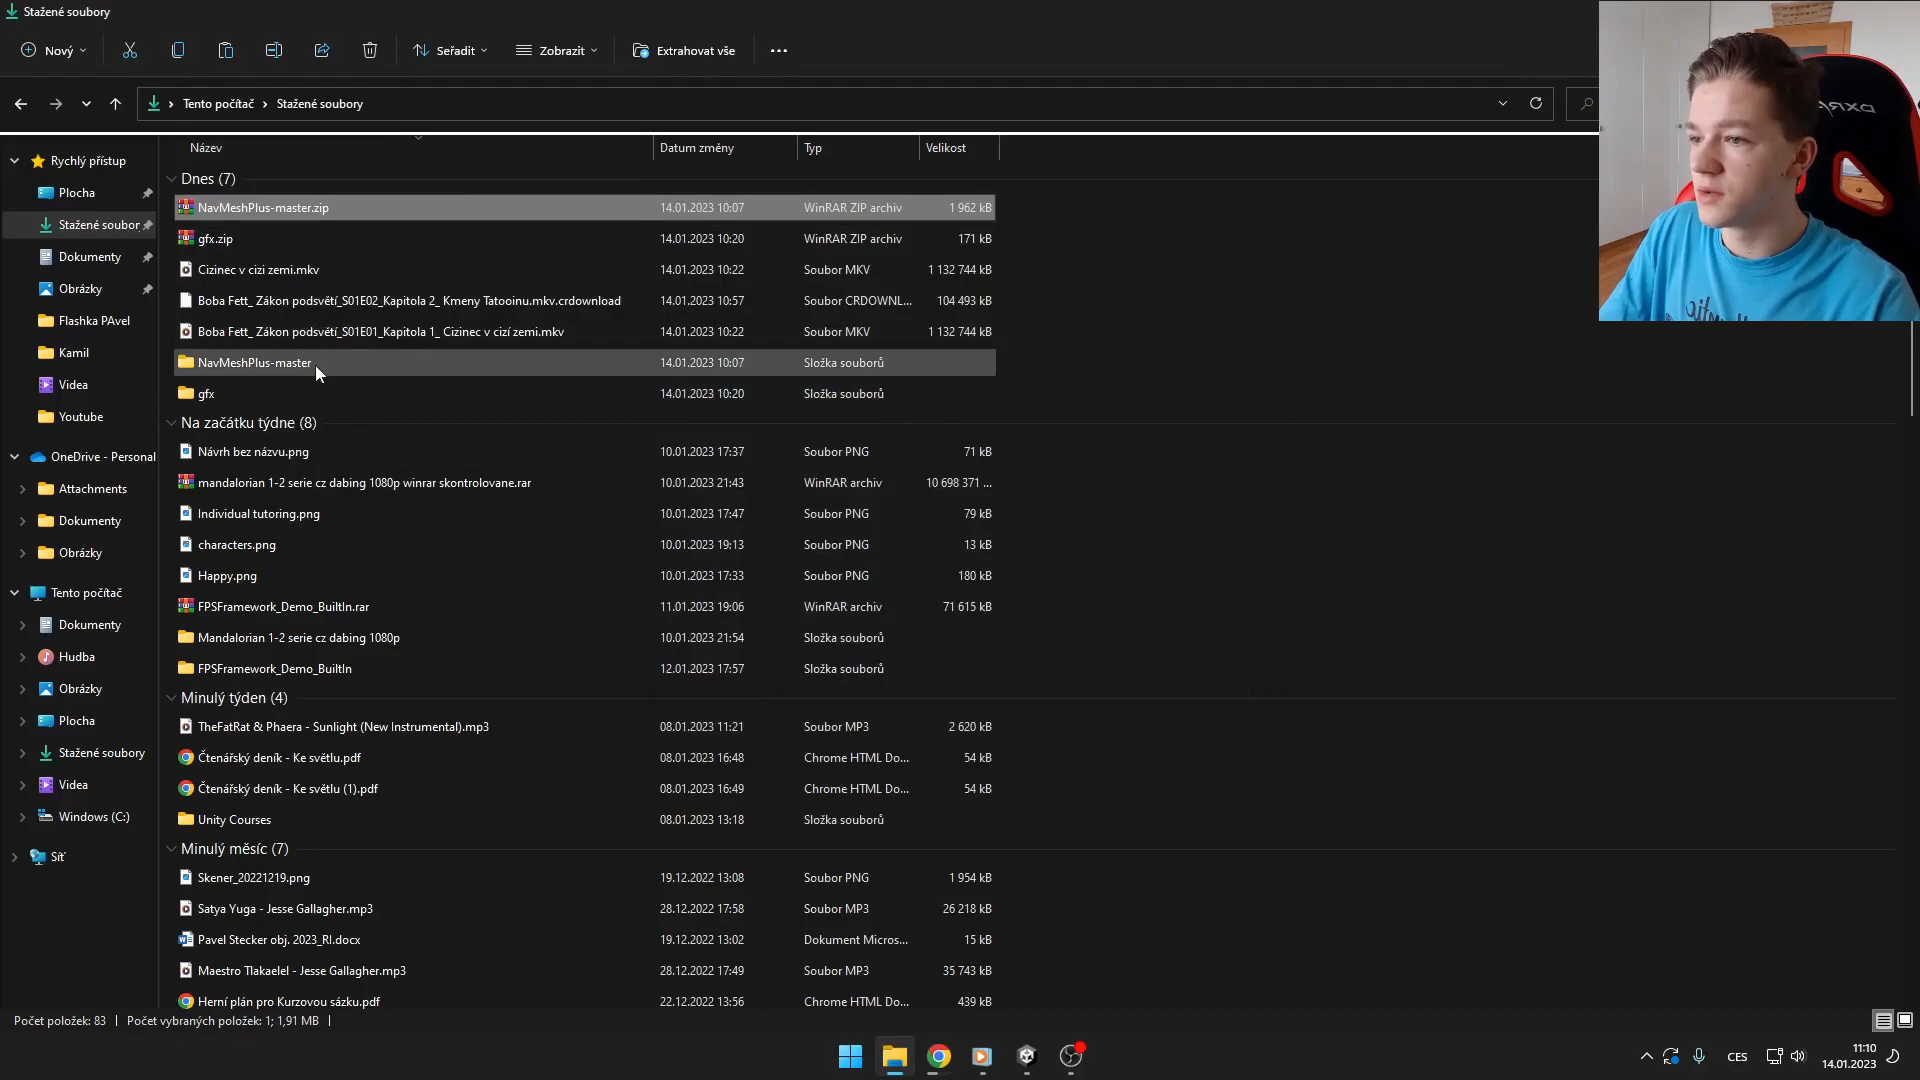 Stažené soubory
Nový
Seřadit
Zobrazit
Extrahovat vše
Tento počítač
Stažené soubory
Název
Datum změny
Typ
Velikost
Rychlý přístup
Plocha
Stažené soubor
Dokumenty
Obrázky
Flashka PAvel
Kamil
Videa
Youtube
OneDrive - Personal
Attachments
Dokumenty
Obrázky
Tento počítač
Dokumenty
Hudba
Obrázky
Plocha
Stažené soubory
Videa
Windows (C:)
Síť
Dnes (7)
NavMeshPlus-master.zip 14.01.2023 10:07 WinRAR ZIP archiv 1 962 kB
gfx.zip 14.01.2023 10:20 WinRAR ZIP archiv 171 kB
Cizinec v cizi zemi.mkv 14.01.2023 10:22 Soubor MKV 1 132 744 kB
Boba Fett_ Zákon podsvětí_S01E02_Kapitola 2_ Kmeny Tatooinu.mkv.crdownload 14.01.2023 10:57 Soubor CRDOWNL... 104 493 kB
Boba Fett_ Zákon podsvětí_S01E01_Kapitola 1_ Cizinec v cizí zemi.mkv 14.01.2023 10:22 Soubor MKV 1 132 744 kB
NavMeshPlus-master 14.01.2023 10:07 Složka souborů
gfx 14.01.2023 10:20 Složka souborů
Na začátku týdne (8)
Návrh bez názvu.png 10.01.2023 17:37 Soubor PNG 71 kB
mandalorian 1-2 serie cz dabing 1080p winrar skontrolovane.rar 10.01.2023 21:43 WinRAR archiv 10 698 371 ...
Individual tutoring.png 10.01.2023 17:47 Soubor PNG 79 kB
characters.png 10.01.2023 19:13 Soubor PNG 13 kB
Happy.png 10.01.2023 17:33 Soubor PNG 180 kB
FPSFramework_Demo_BuiltIn.rar 11.01.2023 19:06 WinRAR archiv 71 615 kB
Mandalorian 1-2 serie cz dabing 1080p 10.01.2023 21:54 Složka souborů
FPSFramework_Demo_BuiltIn 12.01.2023 17:57 Složka souborů
Minulý týden (4)
TheFatRat & Phaera - Sunlight (New Instrumental).mp3 08.01.2023 11:21 Soubor MP3 2 620 kB
Čtenářský deník - Ke světlu.pdf 08.01.2023 16:48 Chrome HTML Do... 54 kB
Čtenářský deník - Ke světlu (1).pdf 08.01.2023 16:49 Chrome HTML Do... 54 kB
Unity Courses 08.01.2023 13:18 Složka souborů
Minulý měsíc (7)
Skener_20221219.png 19.12.2022 13:08 Soubor PNG 1 954 kB
Satya Yuga - Jesse Gallagher.mp3 28.12.2022 17:58 Soubor MP3 26 218 kB
Pavel Stecker obj. 2023_RI.docx 19.12.2022 13:02 Dokument Micros... 15 kB
Maestro Tlakaelel - Jesse Gallagher.mp3 28.12.2022 17:49 Soubor MP3 35 743 kB
Herní plán pro Kurzovou sázku.pdf 22.12.2022 13:56 Chrome HTML Do... 439 kB
Počet položek: 83 Počet vybraných položek: 1; 1,91 MB
CES
11:10
14.01.2023